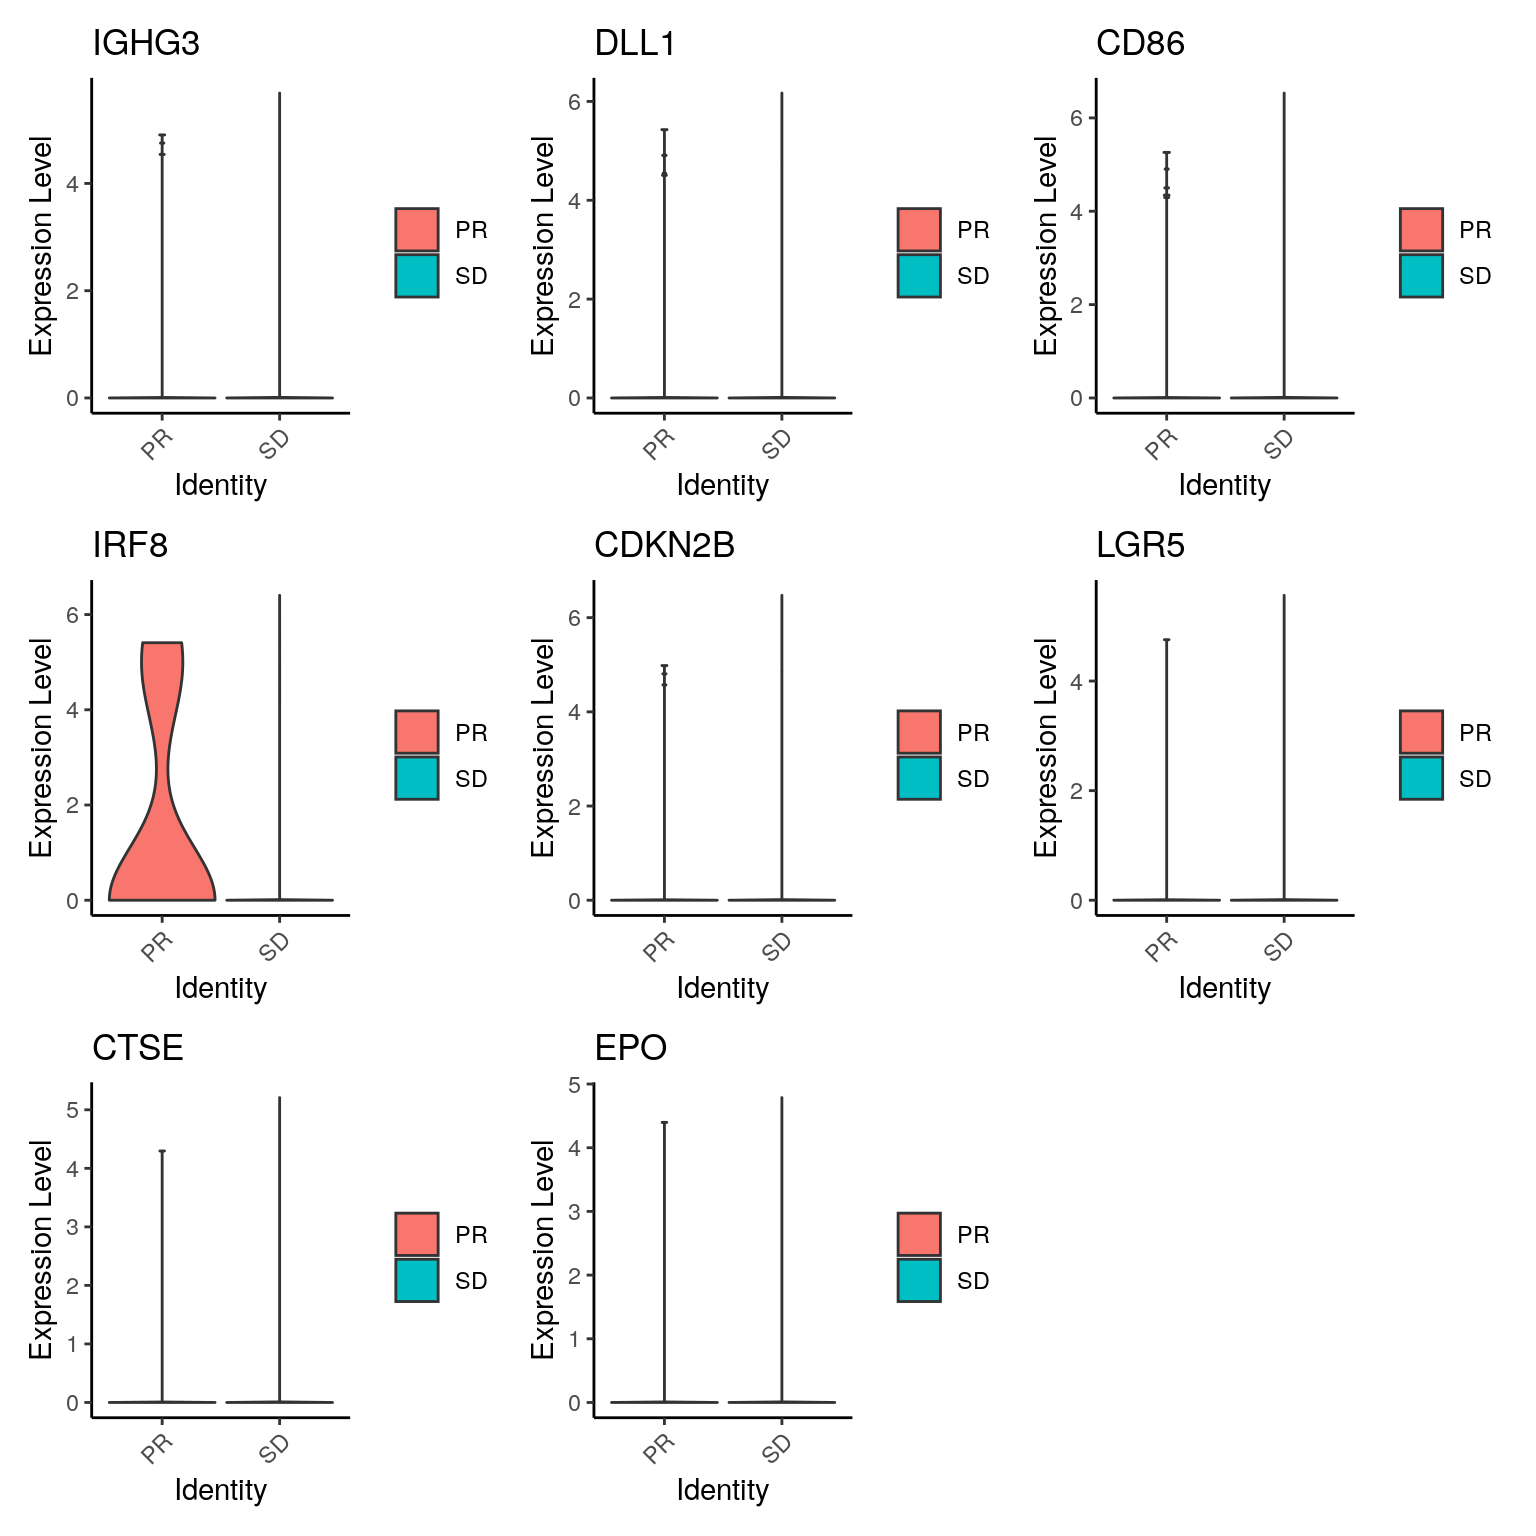 IGHG3
Expression Level
4
2
0
PR
SD
Identity
PR
SD
DLL1
Expression Level
6
4
2
0
PR
SD
Identity
PR
SD
CD86
Expression Level
6
4
2
0
PR
SD
Identity
PR
SD
IRF8
Expression Level
6
4
2
0
PR
SD
Identity
PR
SD
CDKN2B
Expression Level
6
4
2
0
PR
SD
Identity
PR
SD
LGR5
Expression Level
4
2
0
PR
SD
Identity
PR
SD
CTSE
Expression Level
5
4
3
2
1
0
PR
SD
Identity
PR
SD
EPO
Expression Level
5
4
3
2
1
0
PR
SD
Identity
PR
SD